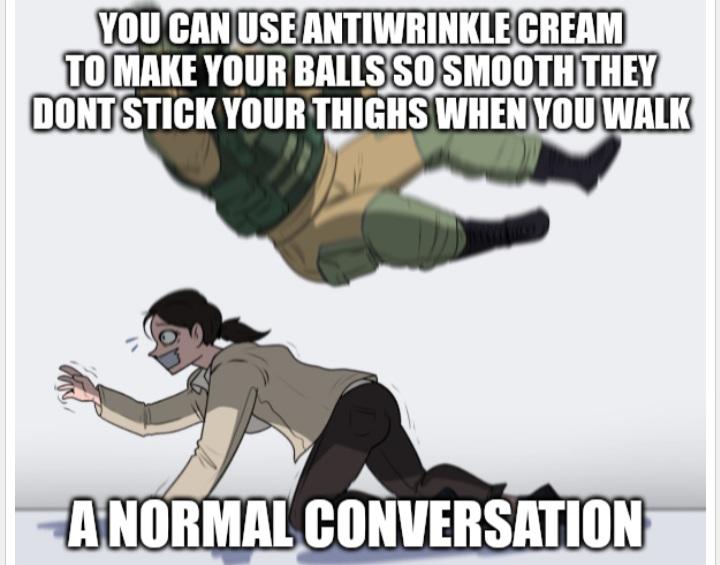 YOU CAN USE ANTIWRINKLE CREAM
TO MAKE YOUR BALLS SO SMOOTH THEY
DONT STICK YOUR THIGHS WHEN YOU WALK
A NORMAL CONVERSATION